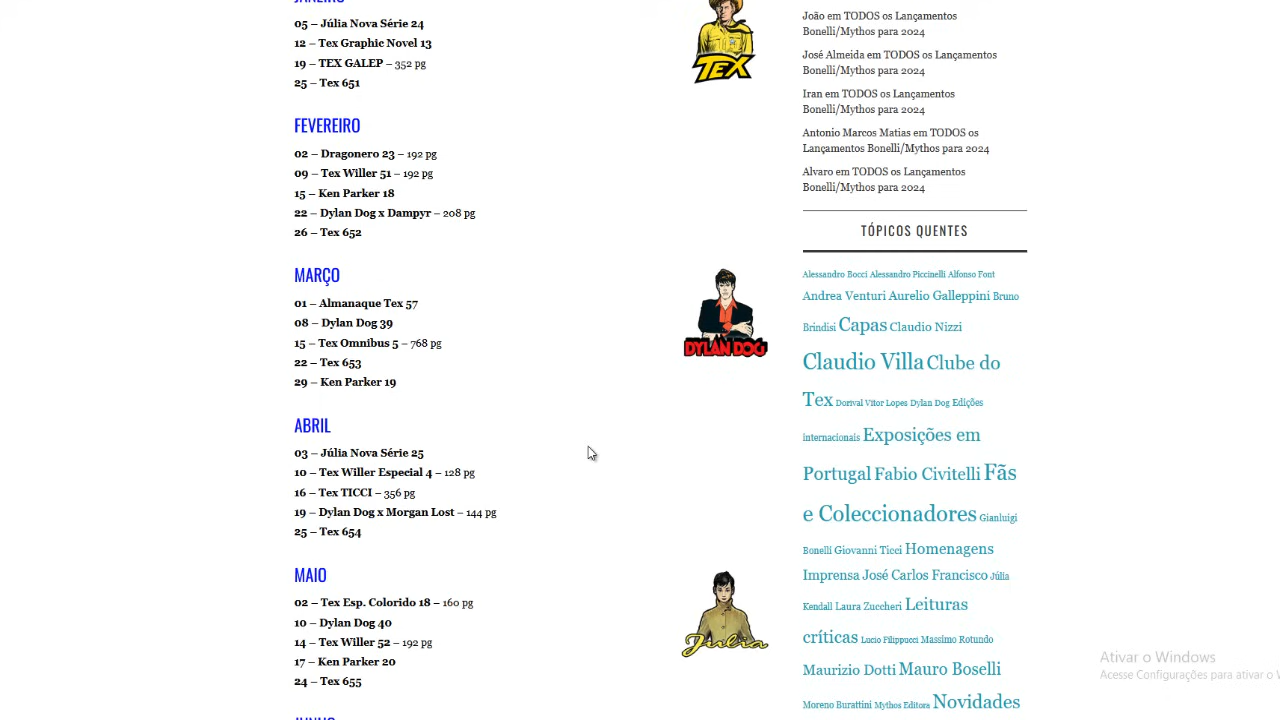 JANEIRO
05 – Júlia Nova Série 24
12 – Tex Graphic Novel 13
19 – TEX GALEP – 352 pg
25 – Tex 651
FEVEREIRO
02 – Dragonero 23 – 192 pg
09 – Tex Willer 51 – 192 pg
15 – Ken Parker 18
22 – Dylan Dog x Dampyr – 208 pg
26 – Tex 652
MARÇO
01 – Almanaque Tex 57
08 – Dylan Dog 39
15 – Tex Omnibus 5 – 768 pg
22 – Tex 653
29 – Ken Parker 19
ABRIL
03 – Júlia Nova Série 25
10 – Tex Willer Especial 4 – 128 pg
16 – Tex TICCI – 356 pg
19 – Dylan Dog x Morgan Lost – 144 pg
25 – Tex 654
MAIO
02 – Tex Esp. Colorido 18 – 160 pg
10 – Dylan Dog 40
14 – Tex Willer 52 – 192 pg
17 – Ken Parker 20
24 – Tex 655
JUNHO
TEX
DYLAN DOG
Julia
João em TODOS os Lançamentos
Bonelli/Mythos para 2024
José Almeida em TODOS os Lançamentos
Bonelli/Mythos para 2024
Iran em TODOS os Lançamentos
Bonelli/Mythos para 2024
Antonio Marcos Matias em TODOS os
Lançamentos Bonelli/Mythos para 2024
Alvaro em TODOS os Lançamentos
Bonelli/Mythos para 2024
TÓPICOS QUENTES
Alessandro Bocci Alessandro Piccinelli Alfonso Font
Andrea Venturi Aurelio Galleppini Bruno
Brindisi Capas Claudio Nizzi
Claudio Villa Clube do
Tex Dorival Vitor Lopes Dylan Dog Edições
internacionais Exposições em
Portugal Fabio Civitelli Fãs
e Coleccionadores Gianluigi
Bonelli Giovanni Ticci Homenagens
Imprensa José Carlos Francisco Júlia
Kendall Laura Zuccheri Leituras
críticas Lucio Filippucci Massimo Rotundo
Maurizio Dotti Mauro Boselli
Moreno Burattini Mythos Editora Novidades
Ativar o Windows
Acesse Configurações para ativar o W